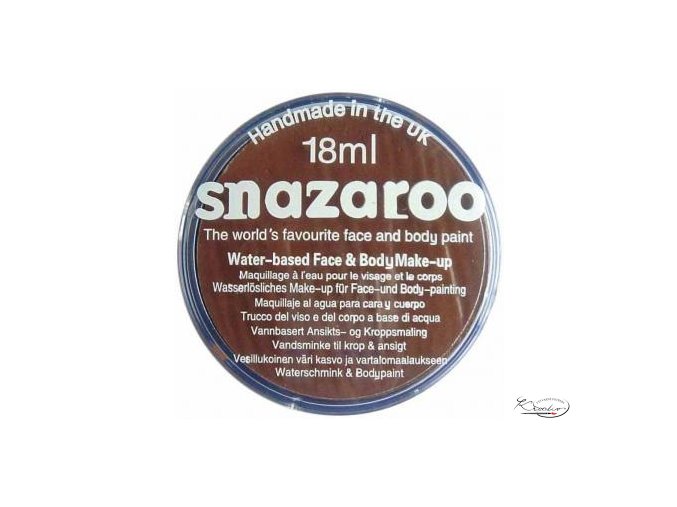 Handmade in the UK
18ml
snazaroo
The world's favourite face and body paint
Water-based Face & Body Make-up
Maquillage à l'eau pour le visage et le corps
Wasserlösliches Make-up für Face-und Body-painting
Maquillaje al agua para cara y cuerpo
Trucco del viso e del corpo a base di acqua
Vannbasert Ansikts- og Kroppsmaling
Vandsminke til krop & ansigt
Vesiliukoinen väri kasvo ja vartalomaalaukseen
Waterschmink & Bodypaint